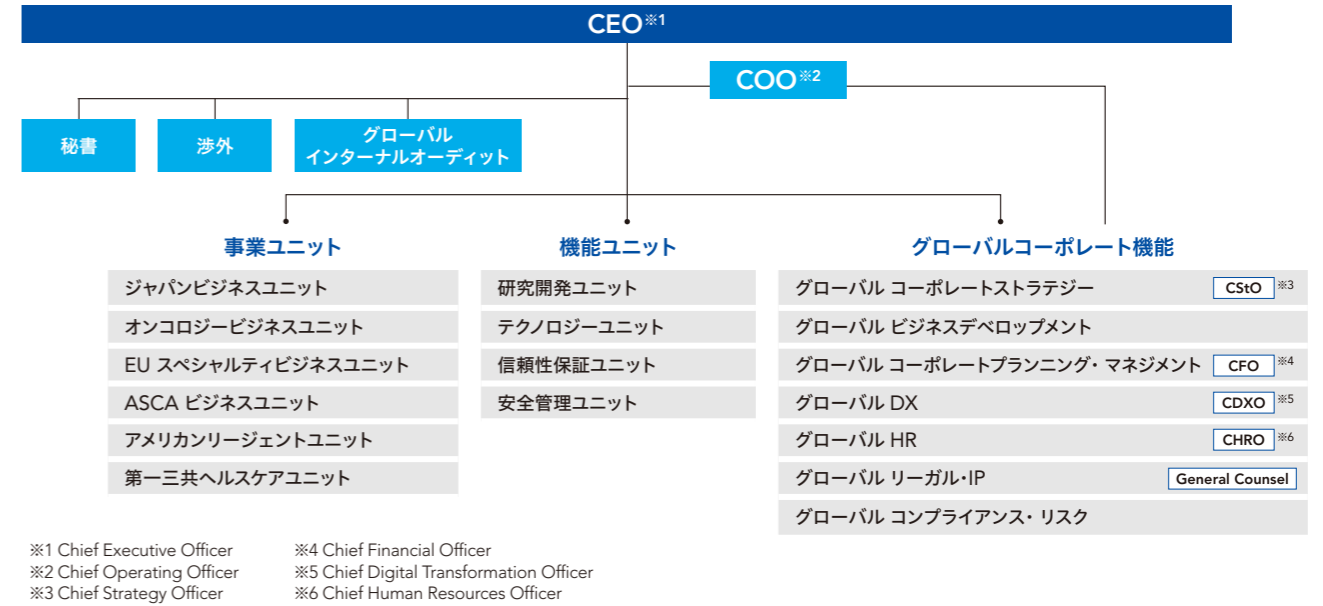 CEO※1
COO※2
秘書
渉外
グローバル
インターナルオーディット
事業ユニット
ジャパンビジネスユニット
オンコロジービジネスユニット
EU スペシャルティビジネスユニット
ASCA ビジネスユニット
アメリカンリージェントユニット
第一三共ヘルスケアユニット
機能ユニット
研究開発ユニット
テクノロジーユニット
信頼性保証ユニット
安全管理ユニット
グローバルコーポレート機能
グローバル コーポレートストラテジー CStO ※3
グローバル ビジネスデベロップメント
グローバル コーポレートプランニング・ マネジメント CFO ※4
グローバル DX CDXO ※5
グローバル HR CHRO ※6
グローバル リーガル・IP General Counsel
グローバル コンプライアンス・ リスク
※1 Chief Executive Officer
※2 Chief Operating Officer
※3 Chief Strategy Officer
※4 Chief Financial Officer
※5 Chief Digital Transformation Officer
※6 Chief Human Resources Officer